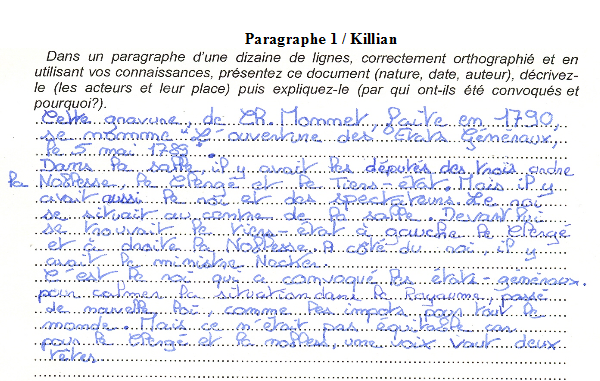 Paragraphe 1 / Killian
Dans un paragraphe d'une dizaine de lignes, correctement orthographié et en
utilisant vos connaissances, présentez ce document (nature, date, auteur), décrivez-
le (les acteurs et leur place) puis expliquez-le (par qui ont-ils été convoqués et
pourquoi?).
Cette gravure, de CR. Mommet, faite en 1790,
se nomme "L'ouverture des Etats Généraux,
le 5 mai 1789".
Dans la salle, il y avait les députés des trois ordre
la Noblesse, le Clergé et le Tiers-état. Mais il y
avait aussi le roi et des spectateurs. Le roi
se situait au centre de la salle. Devant lui
se trouvait le tiers-état à gauche le Clergé
et à droite la Noblesse. A côté du roi, il y
avait le ministre Necker.
C'est le roi qui a convoqué les états-généraux.
pour calmer la situation dans le Royaume, passé
de nouvelle loi, comme les impots pour tout le
monde. Mais ce n'était pas équitable car
pour le Clergé et la nobless, une voix vaut deux
têtes